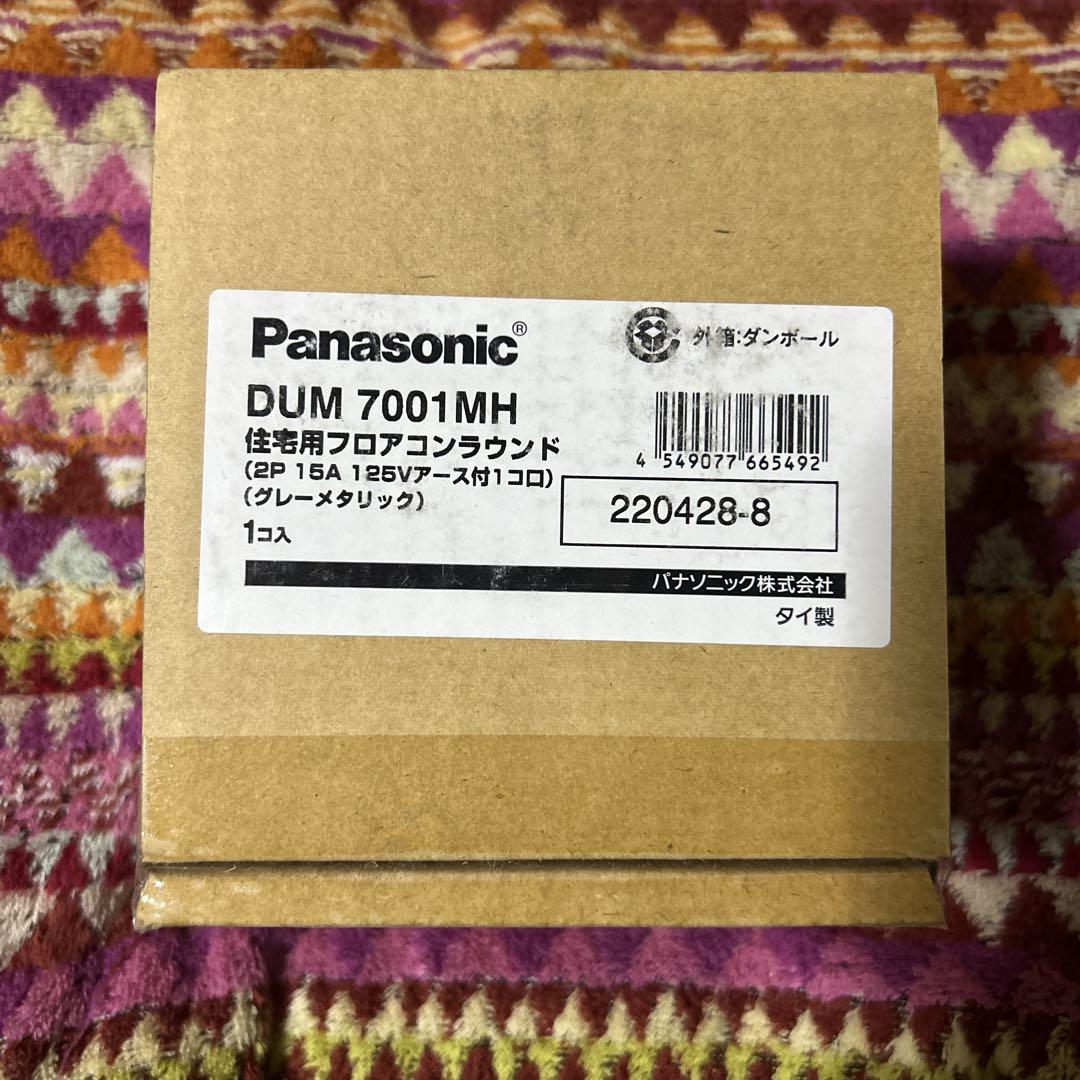 Panasonic®
外箱:ダンボール
DUM 7001MH
住宅用フロアコンラウンド
(2P 15A 125Vアース付1コ口)
(グレーメタリック)
1コ入
4 549077 665492
220428-8
パナソニック株式会社
タイ製